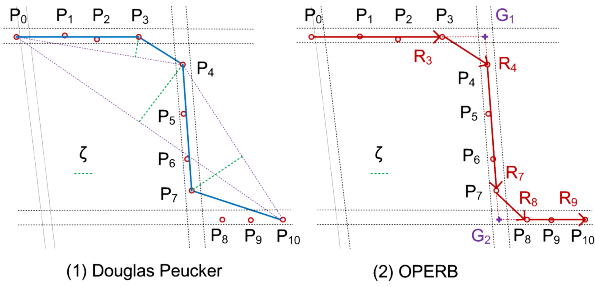 P0 P1 P2 P3
P4
P5
P6
P7
P8 P9 P10
ζ
(1) Douglas Peucker
P0 P1 P2 P3 G1
R3 R4
P4
P5
P6
R7
P7 R8 R9
G2 P8 P9 P10
ζ
(2) OPERB